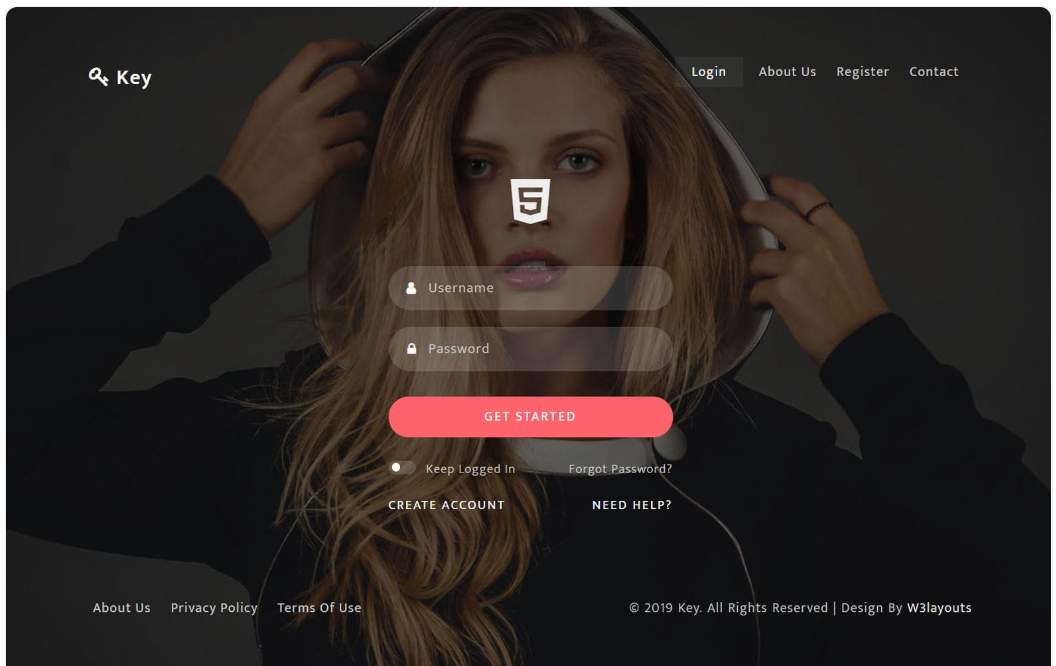 Key
Login About Us Register Contact
5
Username
Password
GET STARTED
Keep Logged In Forgot Password?
CREATE ACCOUNT NEED HELP?
About Us Privacy Policy Terms Of Use © 2019 Key. All Rights Reserved | Design By W3layouts